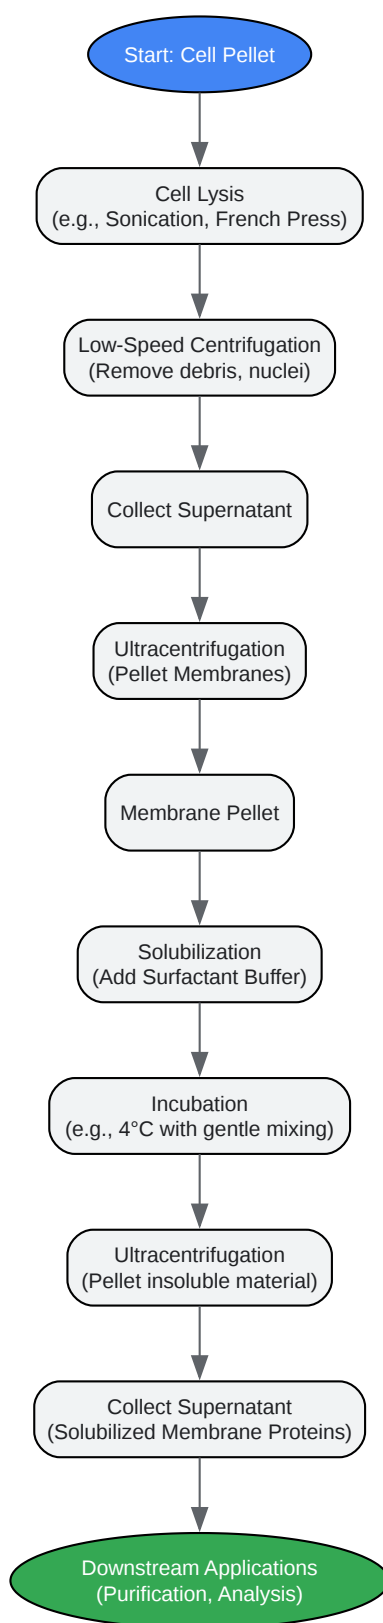 Start: Cell Pellet
Cell Lysis
(e.g., Sonication, French Press)
Low-Speed Centrifugation
(Remove debris, nuclei)
Collect Supernatant
Ultracentrifugation
(Pellet Membranes)
Membrane Pellet
Solubilization
(Add Surfactant Buffer)
Incubation
(e.g., 4°C with gentle mixing)
Ultracentrifugation
(Pellet insoluble material)
Collect Supernatant
(Solubilized Membrane Proteins)
Downstream Applications
(Purification, Analysis)